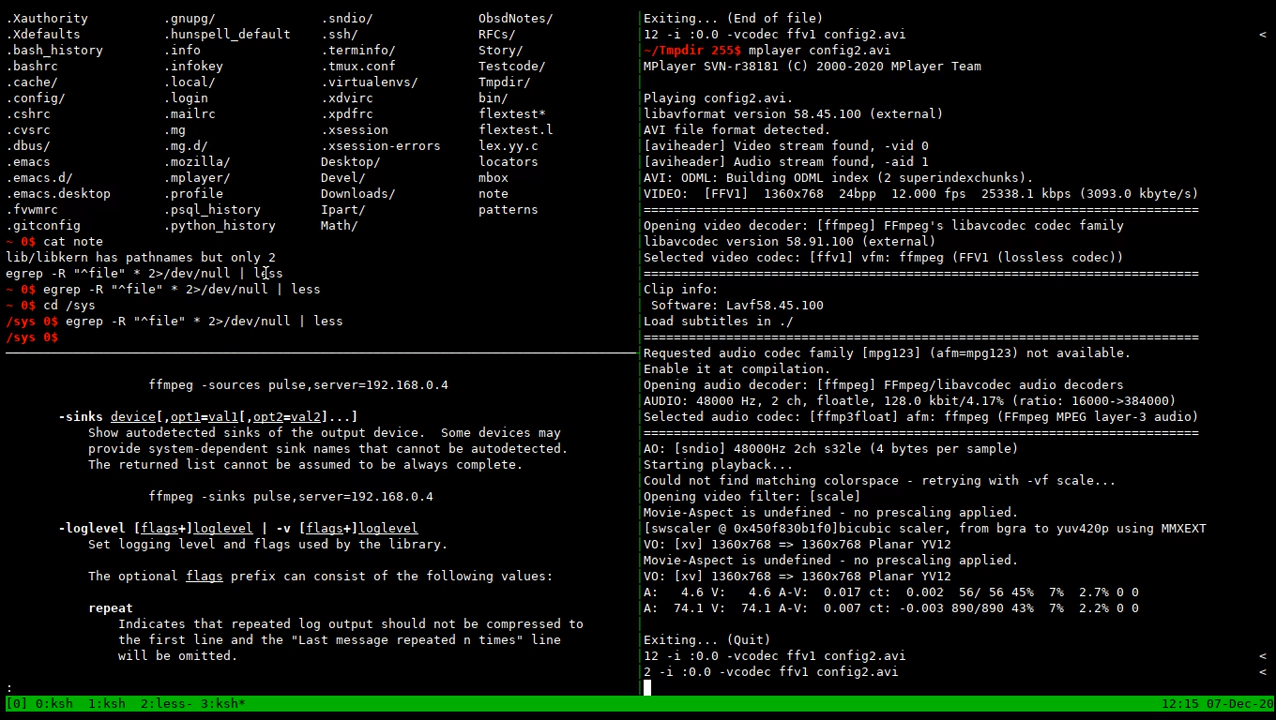 .Xauthority .gnupg/ .sndio/ ObsdNotes/
.Xdefaults .hunspell_default .ssh/ RFCs/
.bash_history .info .terminfo/ Story/
.bashrc .infokey .tmux.conf Testcode/
.cache/ .local/ .virtualenvs/ Tmpdir/
.config/ .login .xdvirc bin/
.cshrc .mailrc .xpdfrc flextest*
.cvsrc .mg .xsession flextest.l
.dbus/ .mg.d/ .xsession-errors lex.yy.c
.emacs .mozilla/ Desktop/ locators
.emacs.d/ .mplayer/ Devel/ mbox
.emacs.desktop .profile Downloads/ note
.fvwmrc .psql_history Ipart/ patterns
.gitconfig .python_history Math/
~ 0$ cat note
lib/libkern has pathnames but only 2
egrep -R "^file" * 2>/dev/null | less
~ 0$ egrep -R "^file" * 2>/dev/null | less
~ 0$ cd /sys
/sys 0$ egrep -R "^file" * 2>/dev/null | less
/sys 0$
ffmpeg -sources pulse,server=192.168.0.4
-sinks device[,opt1=val1[,opt2=val2]...]
Show autodetected sinks of the output device. Some devices may
provide system-dependent sink names that cannot be autodetected.
The returned list cannot be assumed to be always complete.
ffmpeg -sinks pulse,server=192.168.0.4
-loglevel [flags+]loglevel | -v [flags+]loglevel
Set logging level and flags used by the library.
The optional flags prefix can consist of the following values:
repeat
Indicates that repeated log output should not be compressed to
the first line and the "Last message repeated n times" line
will be omitted.
:
Exiting... (End of file)
12 -i :0.0 -vcodec ffv1 config2.avi <
~/Tmpdir 255$ mplayer config2.avi
MPlayer SVN-r38181 (C) 2000-2020 MPlayer Team
Playing config2.avi.
libavformat version 58.45.100 (external)
AVI file format detected.
[aviheader] Video stream found, -vid 0
[aviheader] Audio stream found, -aid 1
AVI: ODML: Building ODML index (2 superindexchunks).
VIDEO: [FFV1] 1360x768 24bpp 12.000 fps 25338.1 kbps (3093.0 kbyte/s)
==========================================================================
Opening video decoder: [ffmpeg] FFmpeg's libavcodec codec family
libavcodec version 58.91.100 (external)
Selected video codec: [ffv1] vfm: ffmpeg (FFV1 (lossless codec))
==========================================================================
Clip info:
Software: Lavf58.45.100
Load subtitles in ./
==========================================================================
Requested audio codec family [mpg123] (afm=mpg123) not available.
Enable it at compilation.
Opening audio decoder: [ffmpeg] FFmpeg/libavcodec audio decoders
AUDIO: 48000 Hz, 2 ch, floatle, 128.0 kbit/4.17% (ratio: 16000->384000)
Selected audio codec: [ffmp3float] afm: ffmpeg (FFmpeg MPEG layer-3 audio)
==========================================================================
AO: [sndio] 48000Hz 2ch s32le (4 bytes per sample)
Starting playback...
Could not find matching colorspace - retrying with -vf scale...
Opening video filter: [scale]
Movie-Aspect is undefined - no prescaling applied.
[swscaler @ 0x450f830b1f0]bicubic scaler, from bgra to yuv420p using MMXEXT
VO: [xv] 1360x768 => 1360x768 Planar YV12
Movie-Aspect is undefined - no prescaling applied.
VO: [xv] 1360x768 => 1360x768 Planar YV12
A: 4.6 V: 4.6 A-V: 0.017 ct: 0.002 56/ 56 45% 7% 2.7% 0 0
A: 74.1 V: 74.1 A-V: 0.007 ct: -0.003 890/890 43% 7% 2.2% 0 0
Exiting... (Quit)
12 -i :0.0 -vcodec ffv1 config2.avi <
2 -i :0.0 -vcodec ffv1 config2.avi <
[0] 0:ksh 1:ksh 2:less- 3:ksh* 12:15 07-Dec-20